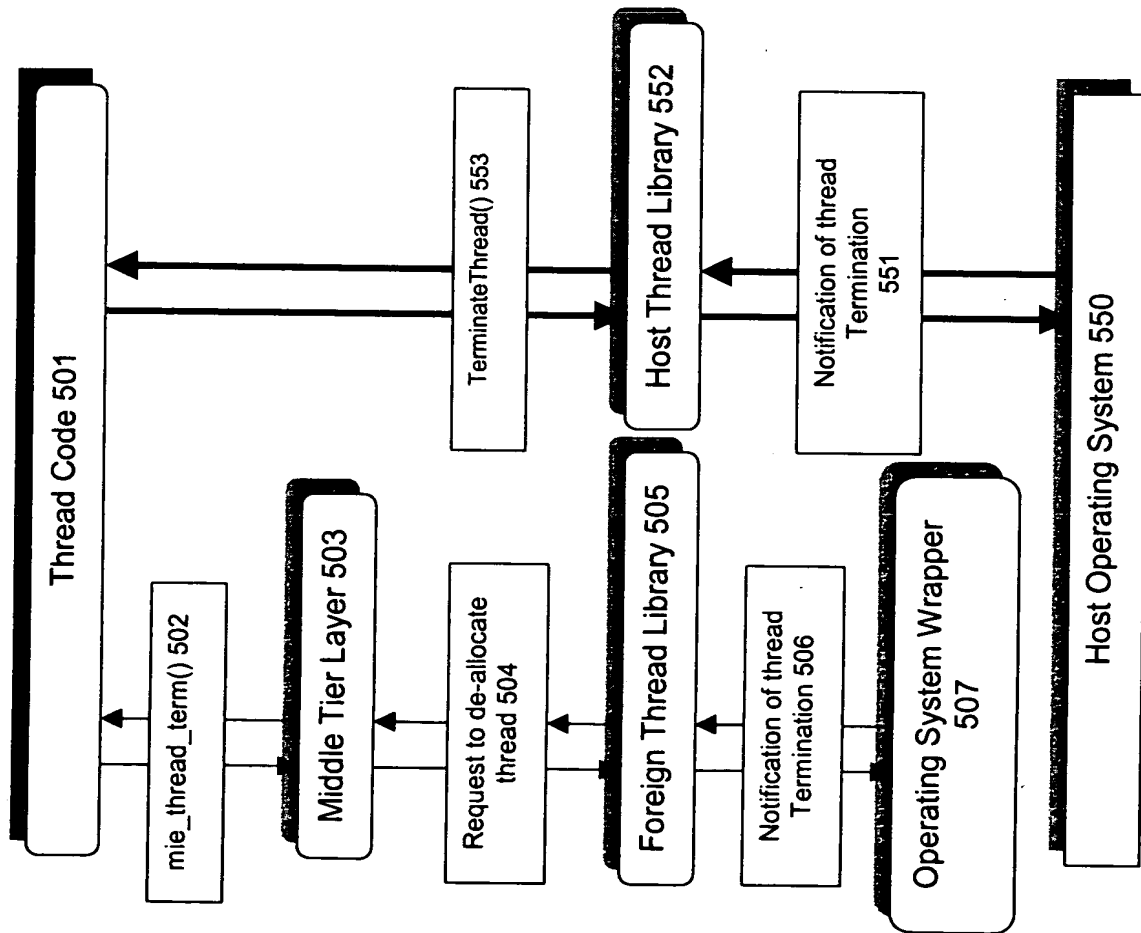 Thread Code 501
mie_thread_term() 502
Middle Tier Layer 503
Request to de-allocate
thread 504
Foreign Thread Library 505
Notification of thread
Termination 506
Operating System Wrapper
507
TerminateThread() 553
Host Thread Library 552
Notification of thread
Termination
551
Host Operating System 550